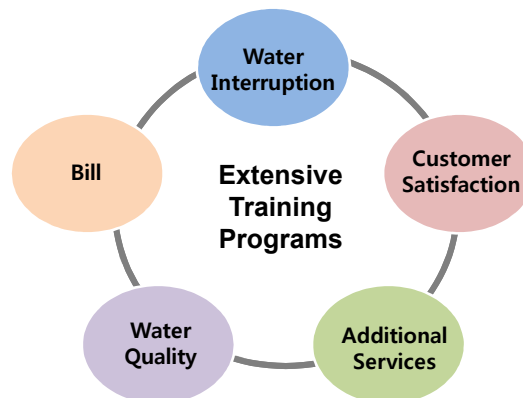 Water
Interruption
Customer
Satisfaction
Bill
Extensive
Training
Programs
Water
Quality
Additional
Services